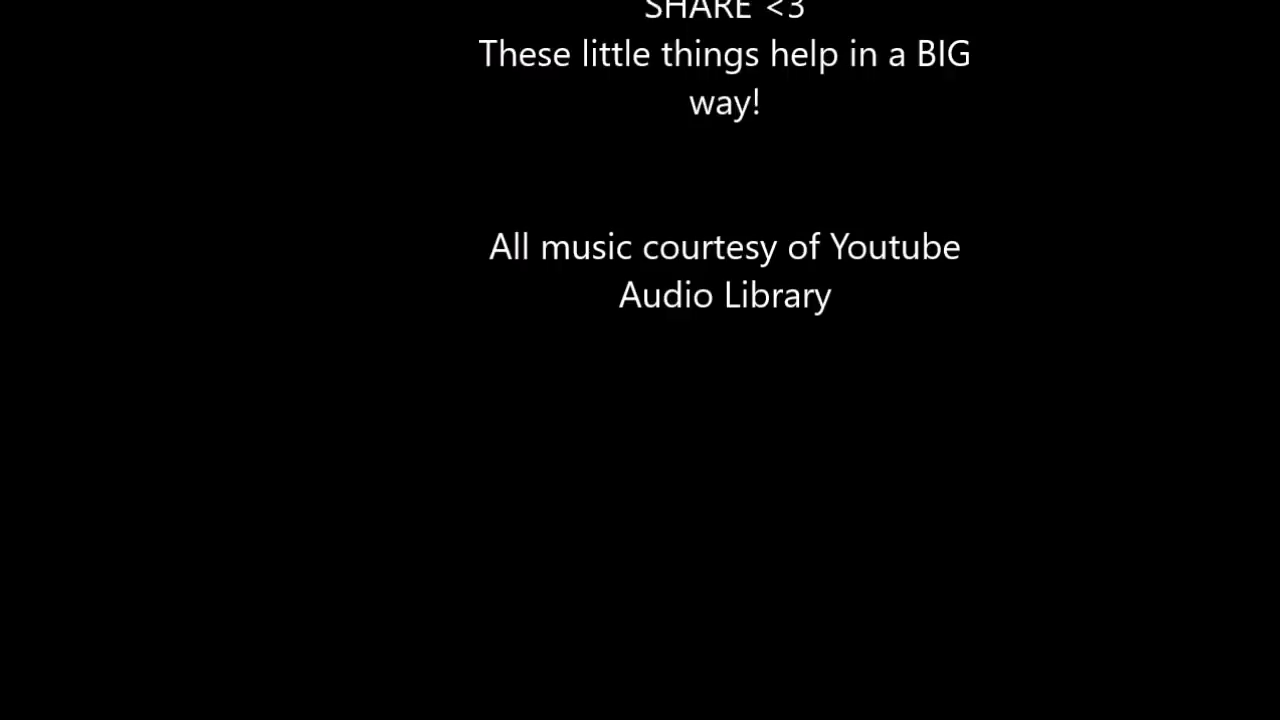 SHARE <3
These little things help in a BIG
way!
All music courtesy of Youtube
Audio Library